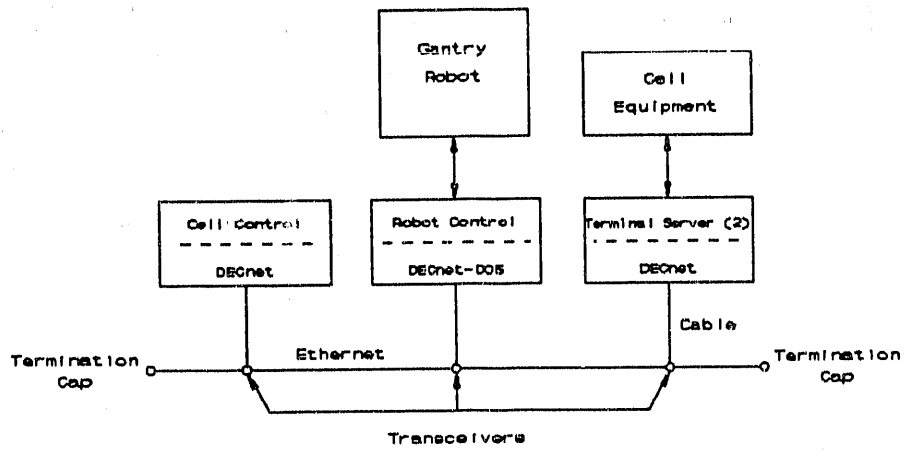 Gantry
Robot
Cell
Equipment
Cell Control
DECnet
Robot Control
DECnet-DOS
Terminal Server (2)
DECnet
Cable
Ethernet
Termination
Cap
Termination
Cap
Transceivers